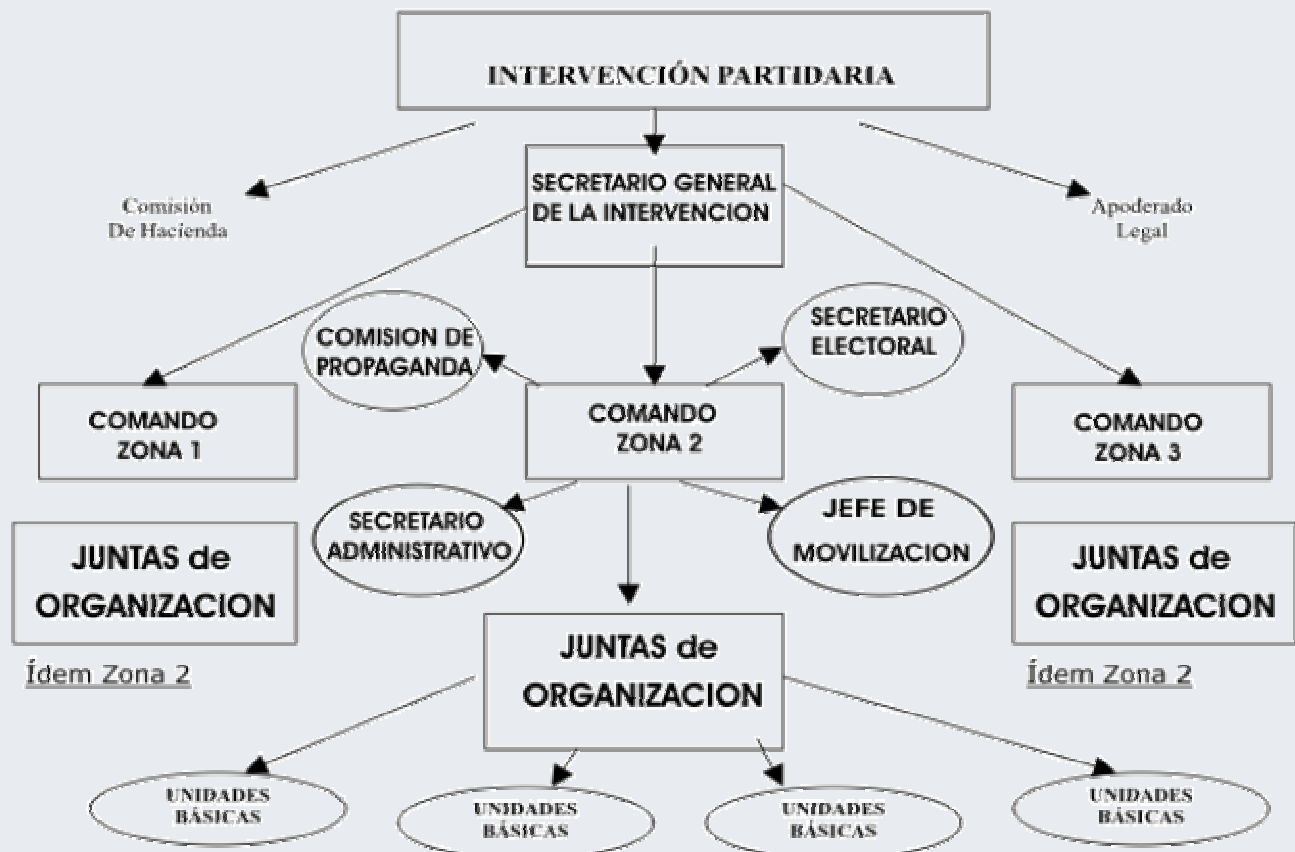 INTERVENCIÓN PARTIDARIA
SECRETARIO GENERAL
DE LA INTERVENCION
Comisión
De Hacienda
Apoderado
Legal
COMISION DE
PROPAGANDA
SECRETARIO
ELECTORAL
COMANDO
ZONA 1
COMANDO
ZONA 2
COMANDO
ZONA 3
SECRETARIO
ADMINISTRATIVO
JEFE DE
MOVILIZACION
JUNTAS de
ORGANIZACION
Ídem Zona 2
JUNTAS de
ORGANIZACION
JUNTAS de
ORGANIZACION
Ídem Zona 2
UNIDADES
BÁSICAS
UNIDADES
BÁSICAS
UNIDADES
BÁSICAS
UNIDADES
BÁSICAS